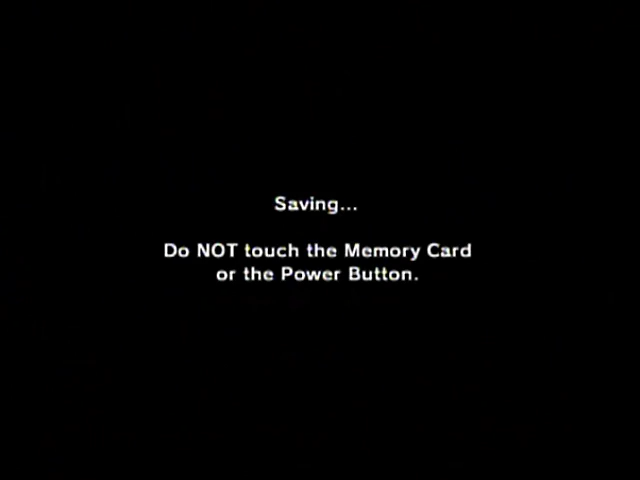 Saving...
Do NOT touch the Memory Card
or the Power Button.